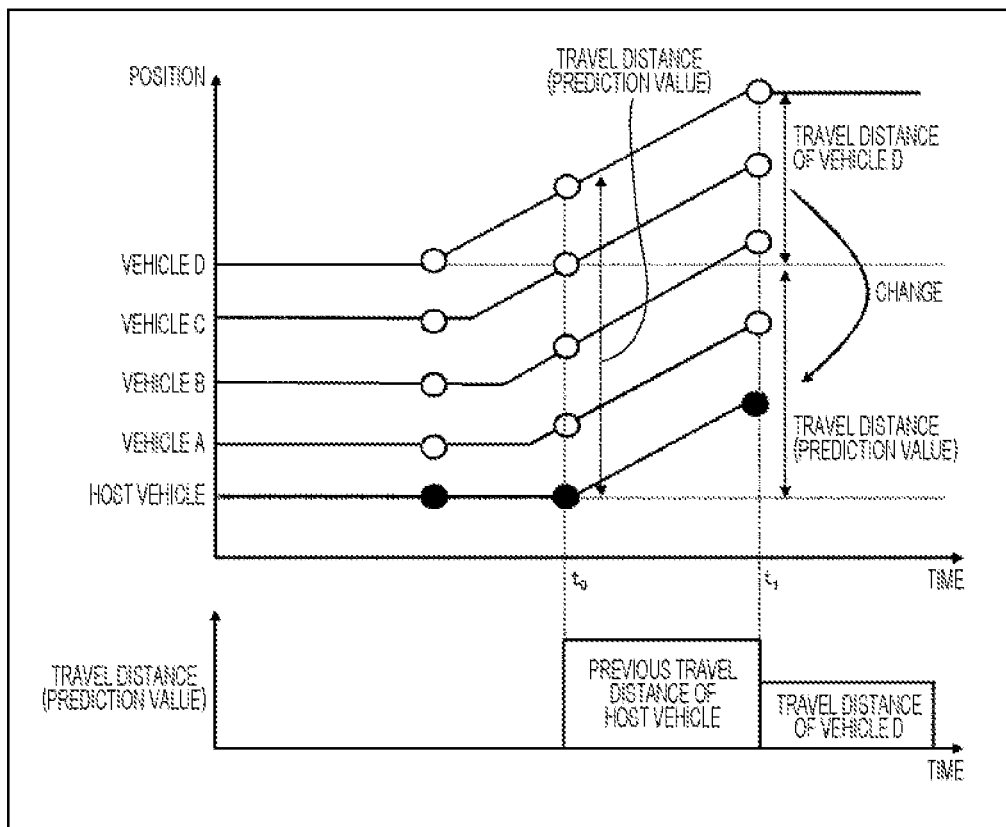 POSITION
TRAVEL DISTANCE
(PREDICTION VALUE)
TRAVEL DISTANCE
OF VEHICLE D
VEHICLE D
CHANGE
VEHICLE C
VEHICLE B
VEHICLE A
TRAVEL DISTANCE
(PREDICTION VALUE)
HOST VEHICLE
t₀
t₁
TIME
TRAVEL DISTANCE
(PREDICTION VALUE)
PREVIOUS TRAVEL
DISTANCE OF
HOST VEHICLE
TRAVEL DISTANCE
OF VEHICLE D
TIME